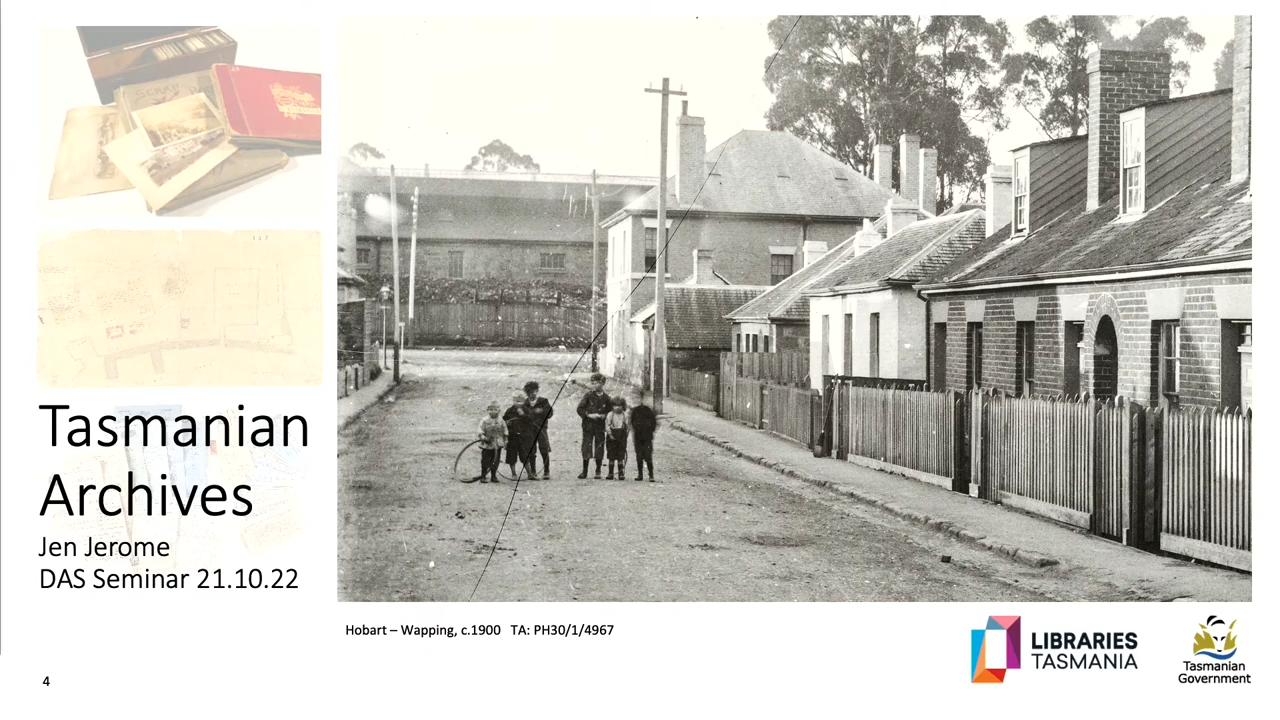 Tasmanian
Archives
Jen Jerome
DAS Seminar 21.10.22
Hobart – Wapping, c.1900 TA: PH30/1/4967
LIBRARIES
TASMANIA
Tasmanian
Government
4